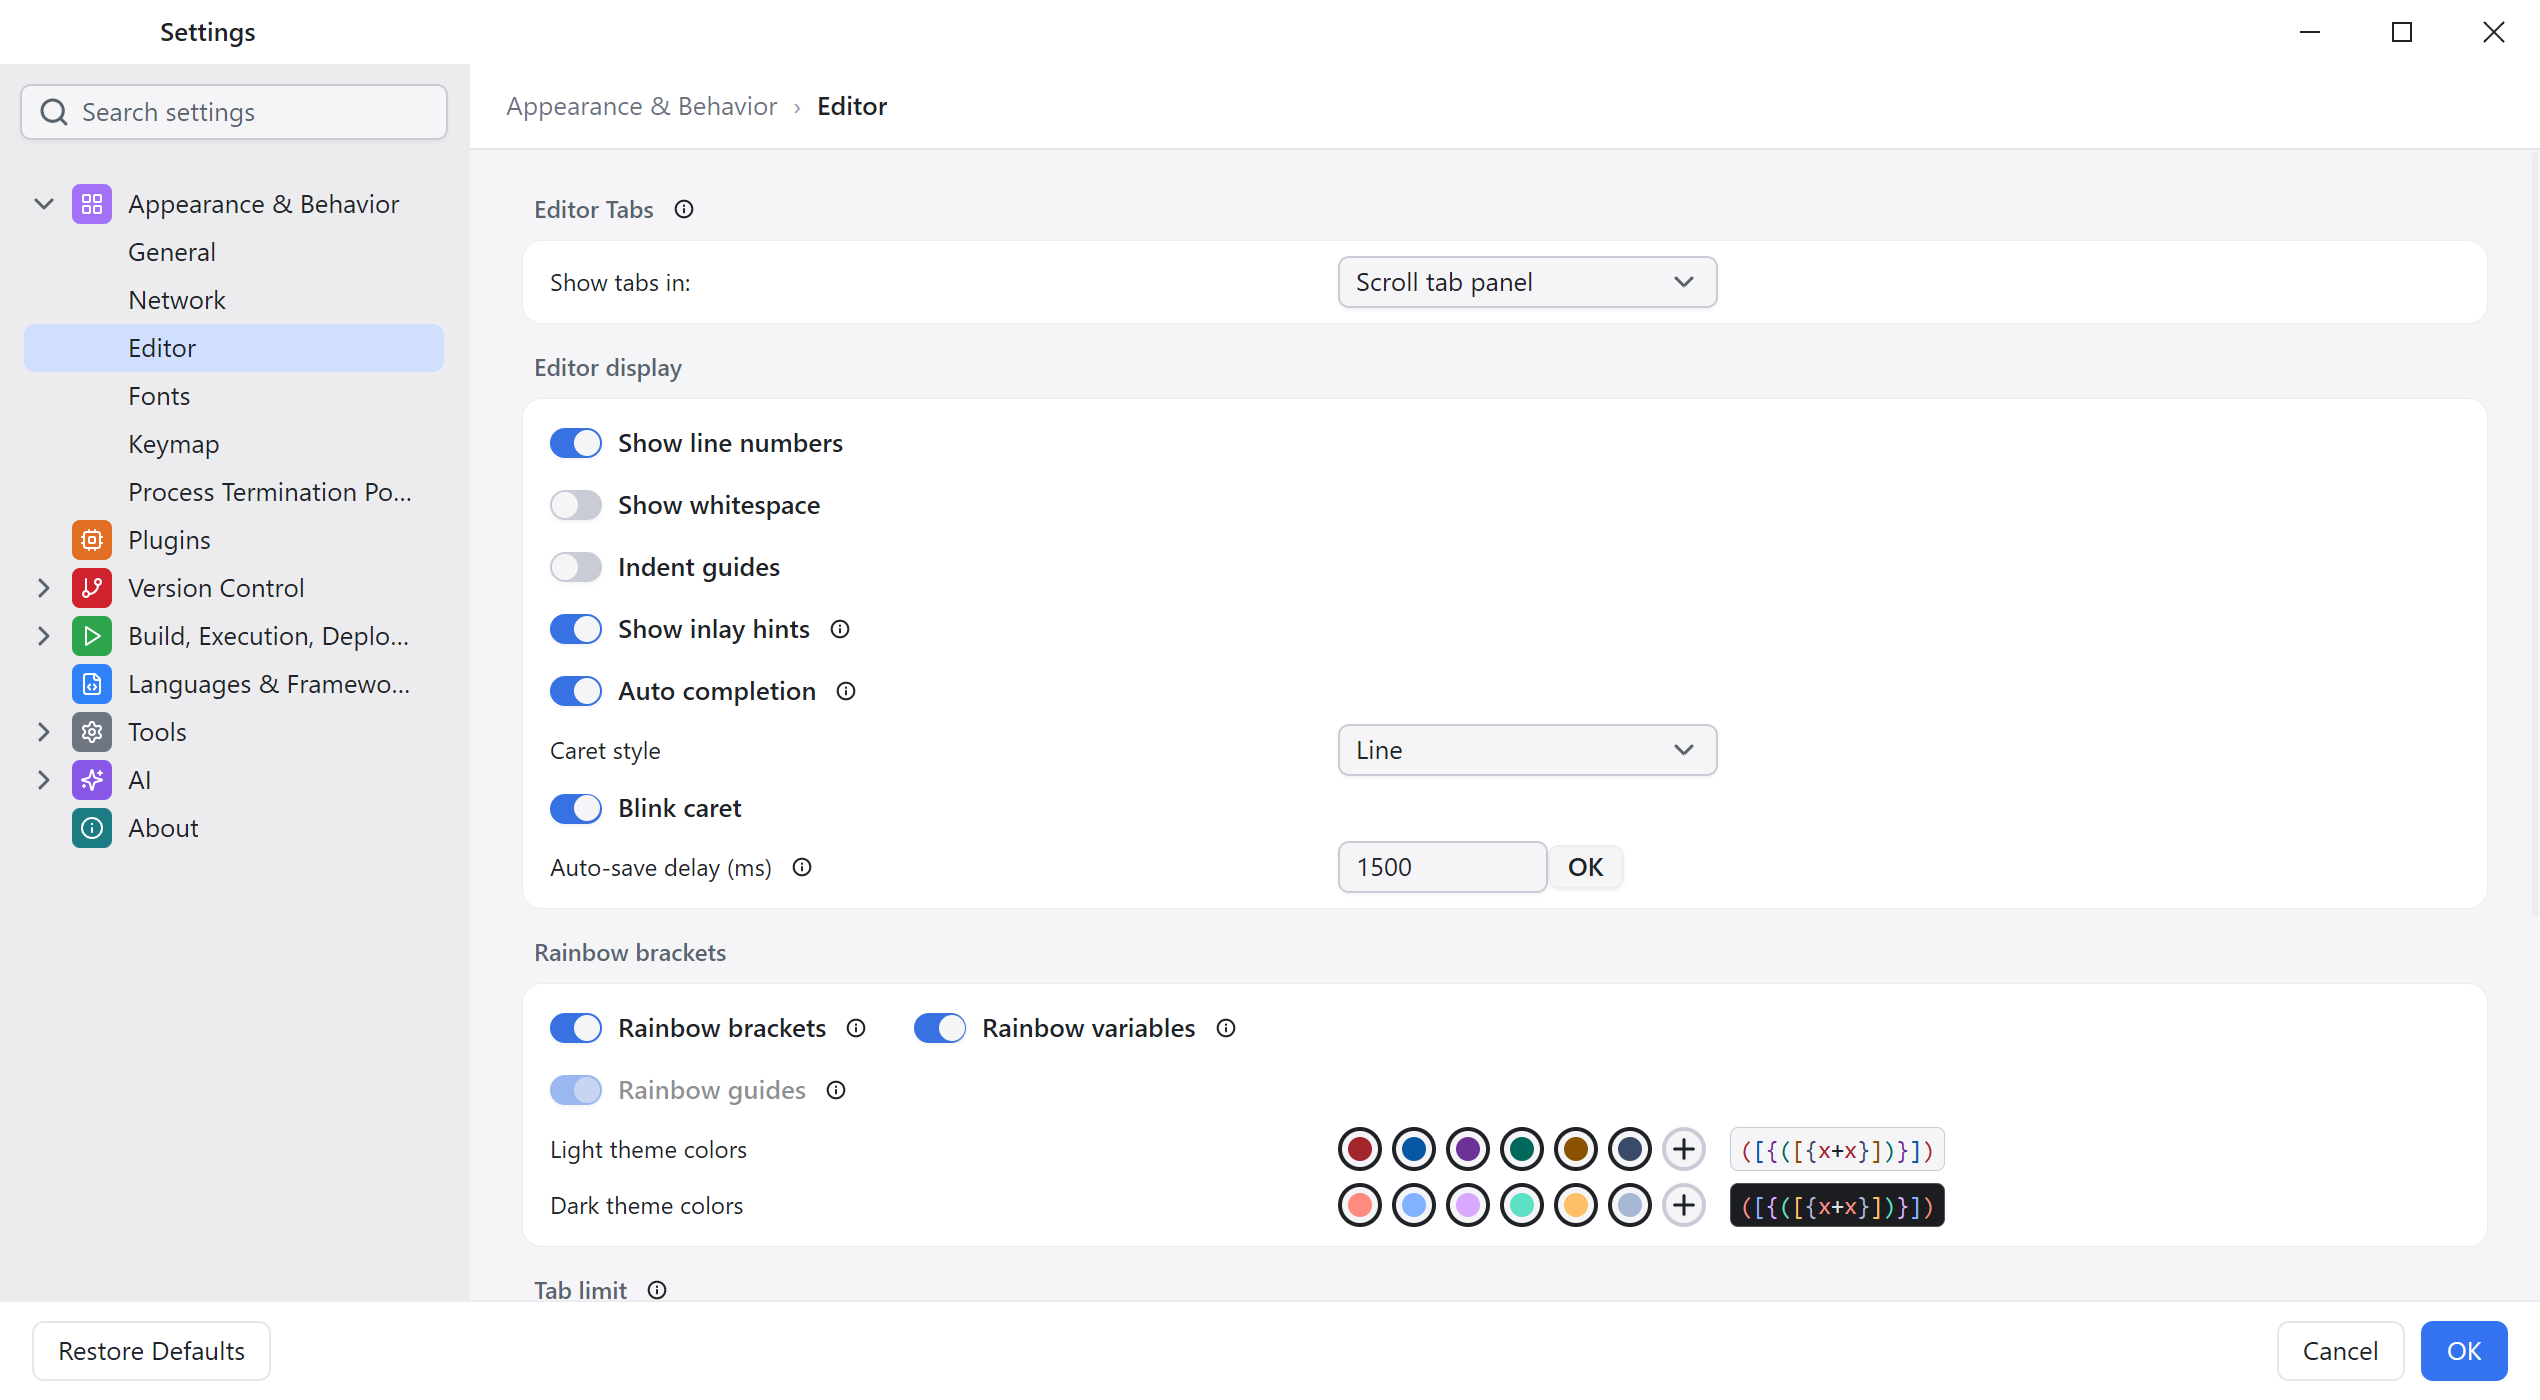 Settings
Search settings
Appearance & Behavior
General
Network
Editor
Fonts
Keymap
Process Termination Po...
Plugins
Version Control
Build, Execution, Deplo...
Languages & Framewo...
Tools
AI
About
Appearance & Behavior › Editor
Editor Tabs
Show tabs in:
Scroll tab panel
Editor display
Show line numbers
Show whitespace
Indent guides
Show inlay hints
Auto completion
Caret style
Line
Blink caret
Auto-save delay (ms)
1500
OK
Rainbow brackets
Rainbow brackets
Rainbow variables
Rainbow guides
Light theme colors
([{([{x+x}])}])
Dark theme colors
([{([{x+x}])}])
Tab limit
Restore Defaults
Cancel
OK